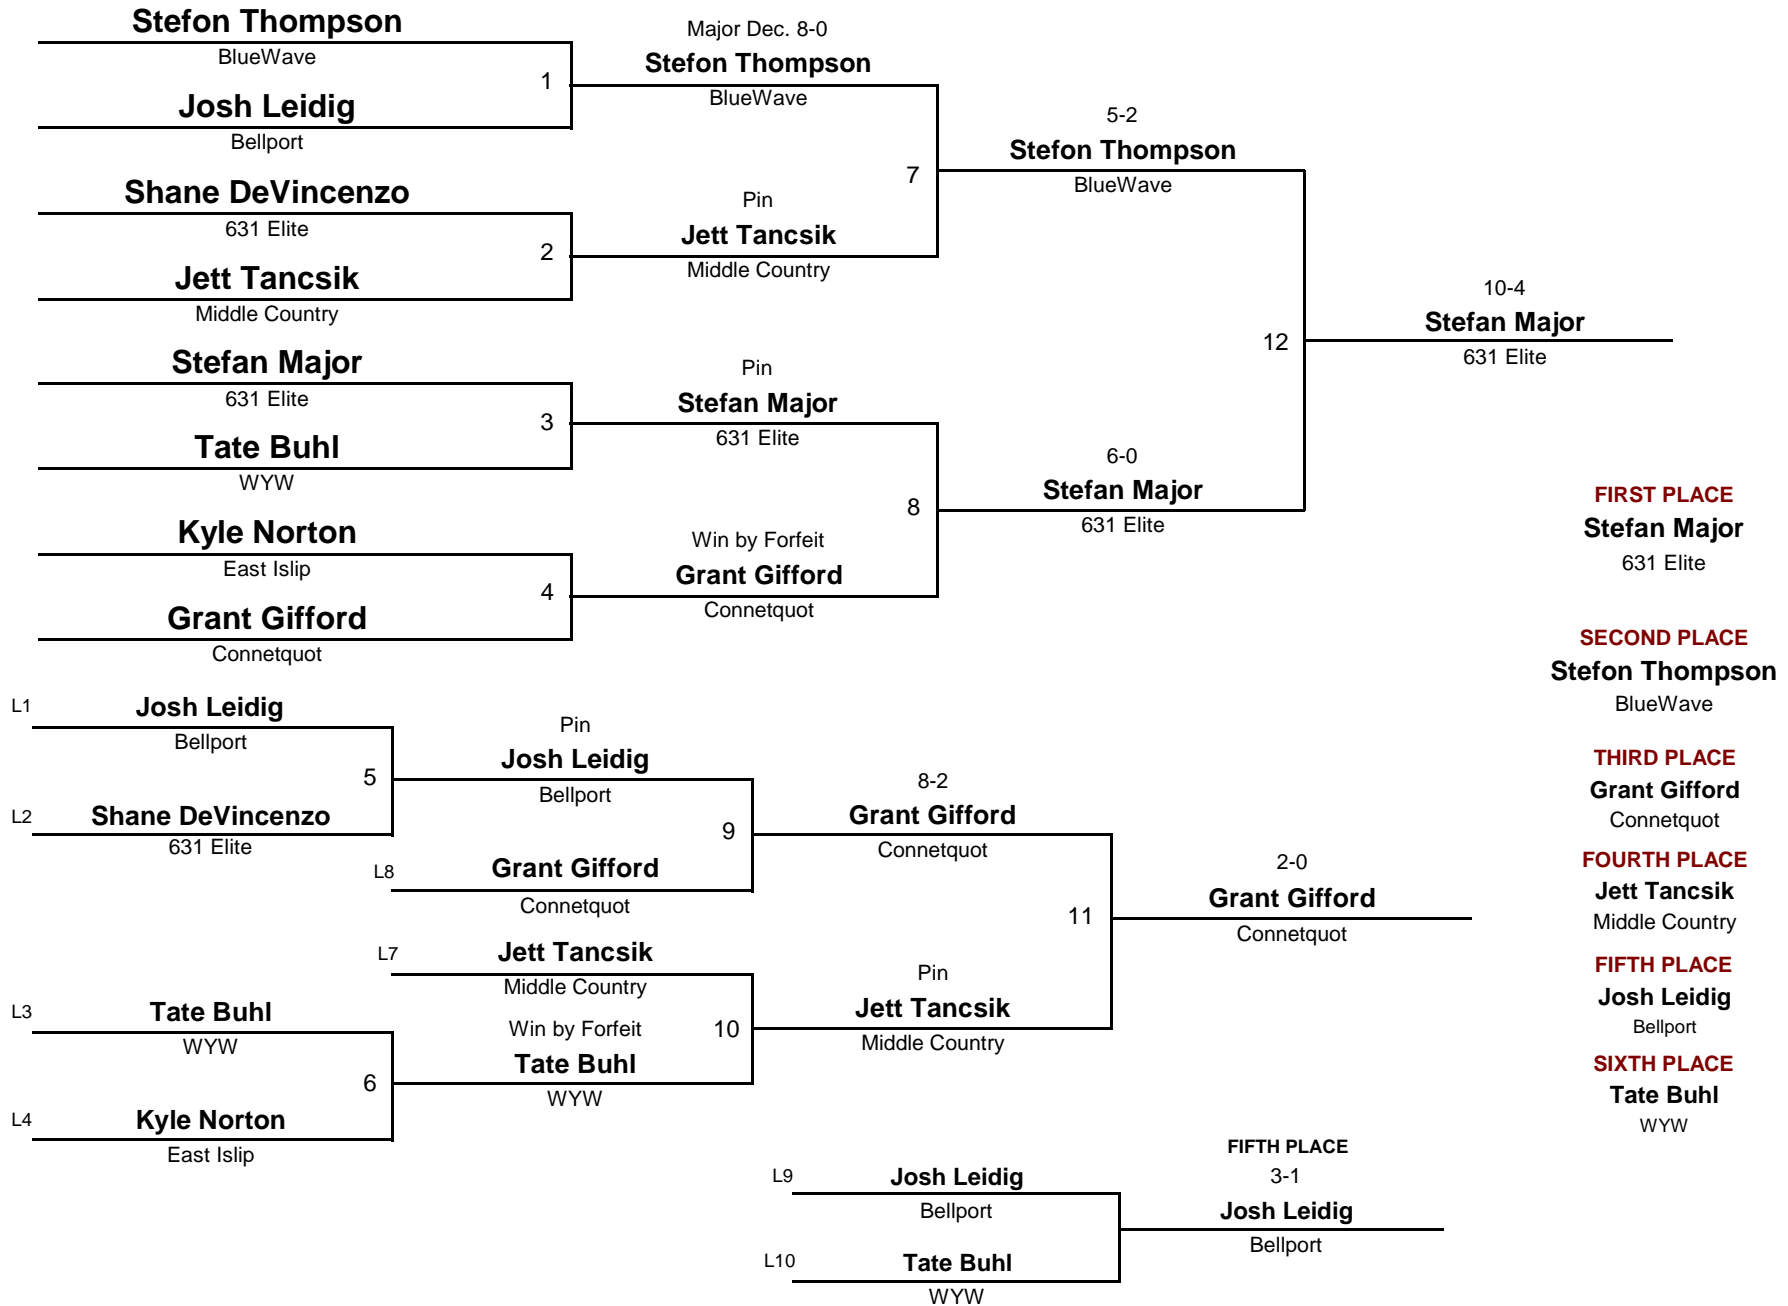 Stefon Thompson
BlueWave
1
Josh Leidig
Bellport
Shane DeVincenzo
631 Elite
2
Jett Tancsik
Middle Country
Stefan Major
631 Elite
3
Tate Buhl
WYW
Kyle Norton
East Islip
4
Grant Gifford
Connetquot
Major Dec. 8-0
Stefon Thompson
BlueWave
7
Pin
Jett Tancsik
Middle Country
Pin
Stefan Major
631 Elite
8
Win by Forfeit
Grant Gifford
Connetquot
5-2
Stefon Thompson
BlueWave
12
6-0
Stefan Major
631 Elite
10-4
Stefan Major
631 Elite
L1
Josh Leidig
Bellport
5
L2
Shane DeVincenzo
631 Elite
L3
Tate Buhl
WYW
6
L4
Kyle Norton
East Islip
Pin
Josh Leidig
Bellport
9
L8
Grant Gifford
Connetquot
L7
Jett Tancsik
Middle Country
10
Win by Forfeit
Tate Buhl
WYW
8-2
Grant Gifford
Connetquot
11
Pin
Jett Tancsik
Middle Country
2-0
Grant Gifford
Connetquot
L9
Josh Leidig
Bellport
L10
Tate Buhl
WYW
FIFTH PLACE
3-1
Josh Leidig
Bellport
FIRST PLACE
Stefan Major
631 Elite
SECOND PLACE
Stefon Thompson
BlueWave
THIRD PLACE
Grant Gifford
Connetquot
FOURTH PLACE
Jett Tancsik
Middle Country
FIFTH PLACE
Josh Leidig
Bellport
SIXTH PLACE
Tate Buhl
WYW